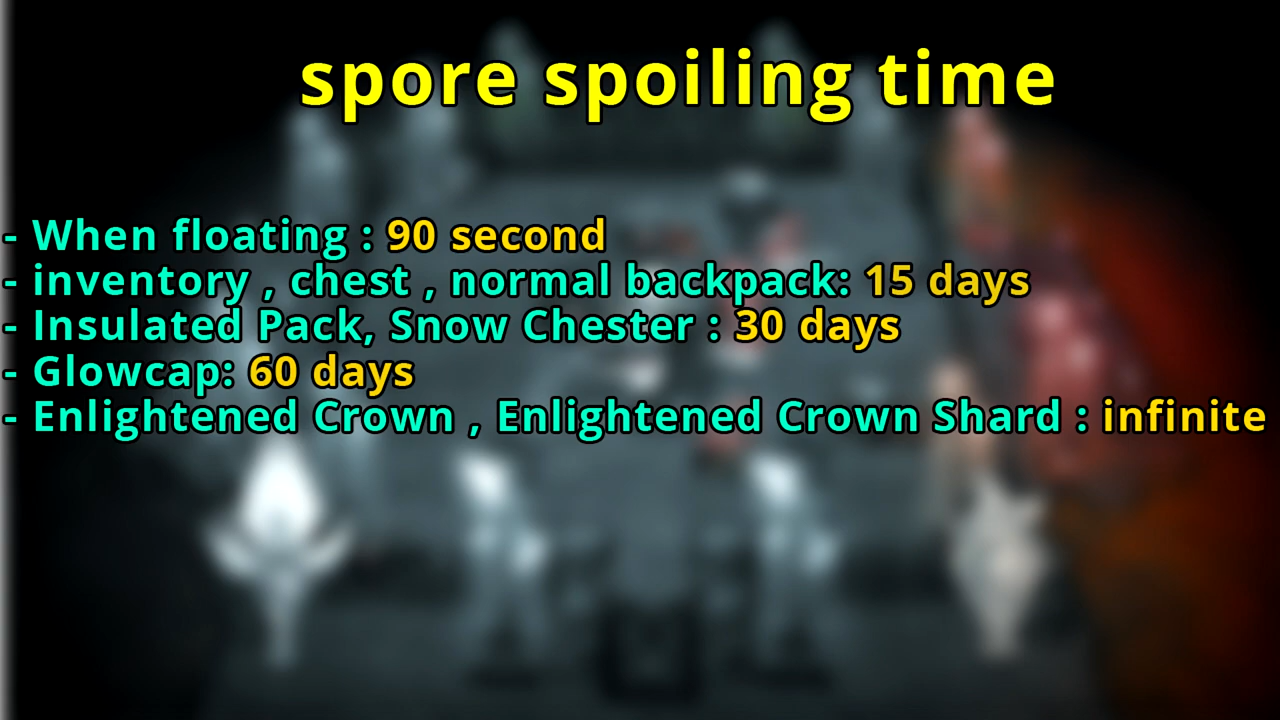 spore spoiling time
- When floating : 90 second
- inventory , chest , normal backpack: 15 days
- Insulated Pack, Snow Chester : 30 days
- Glowcap: 60 days
- Enlightened Crown , Enlightened Crown Shard : infinite